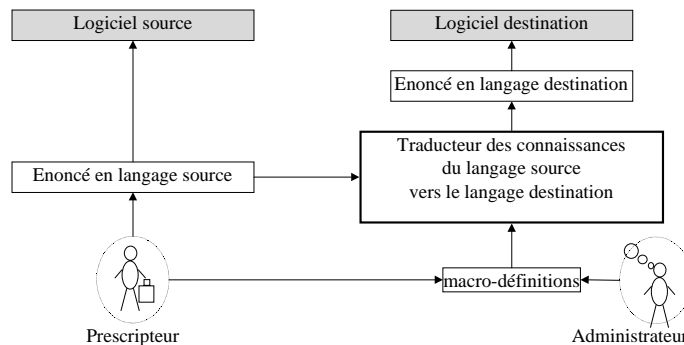 Logiciel source
Logiciel destination
Enoncé en langage destination
Traducteur des connaissances
du langage source
vers le langage destination
Enoncé en langage source
macro-définitions
Prescripteur
Administrateur